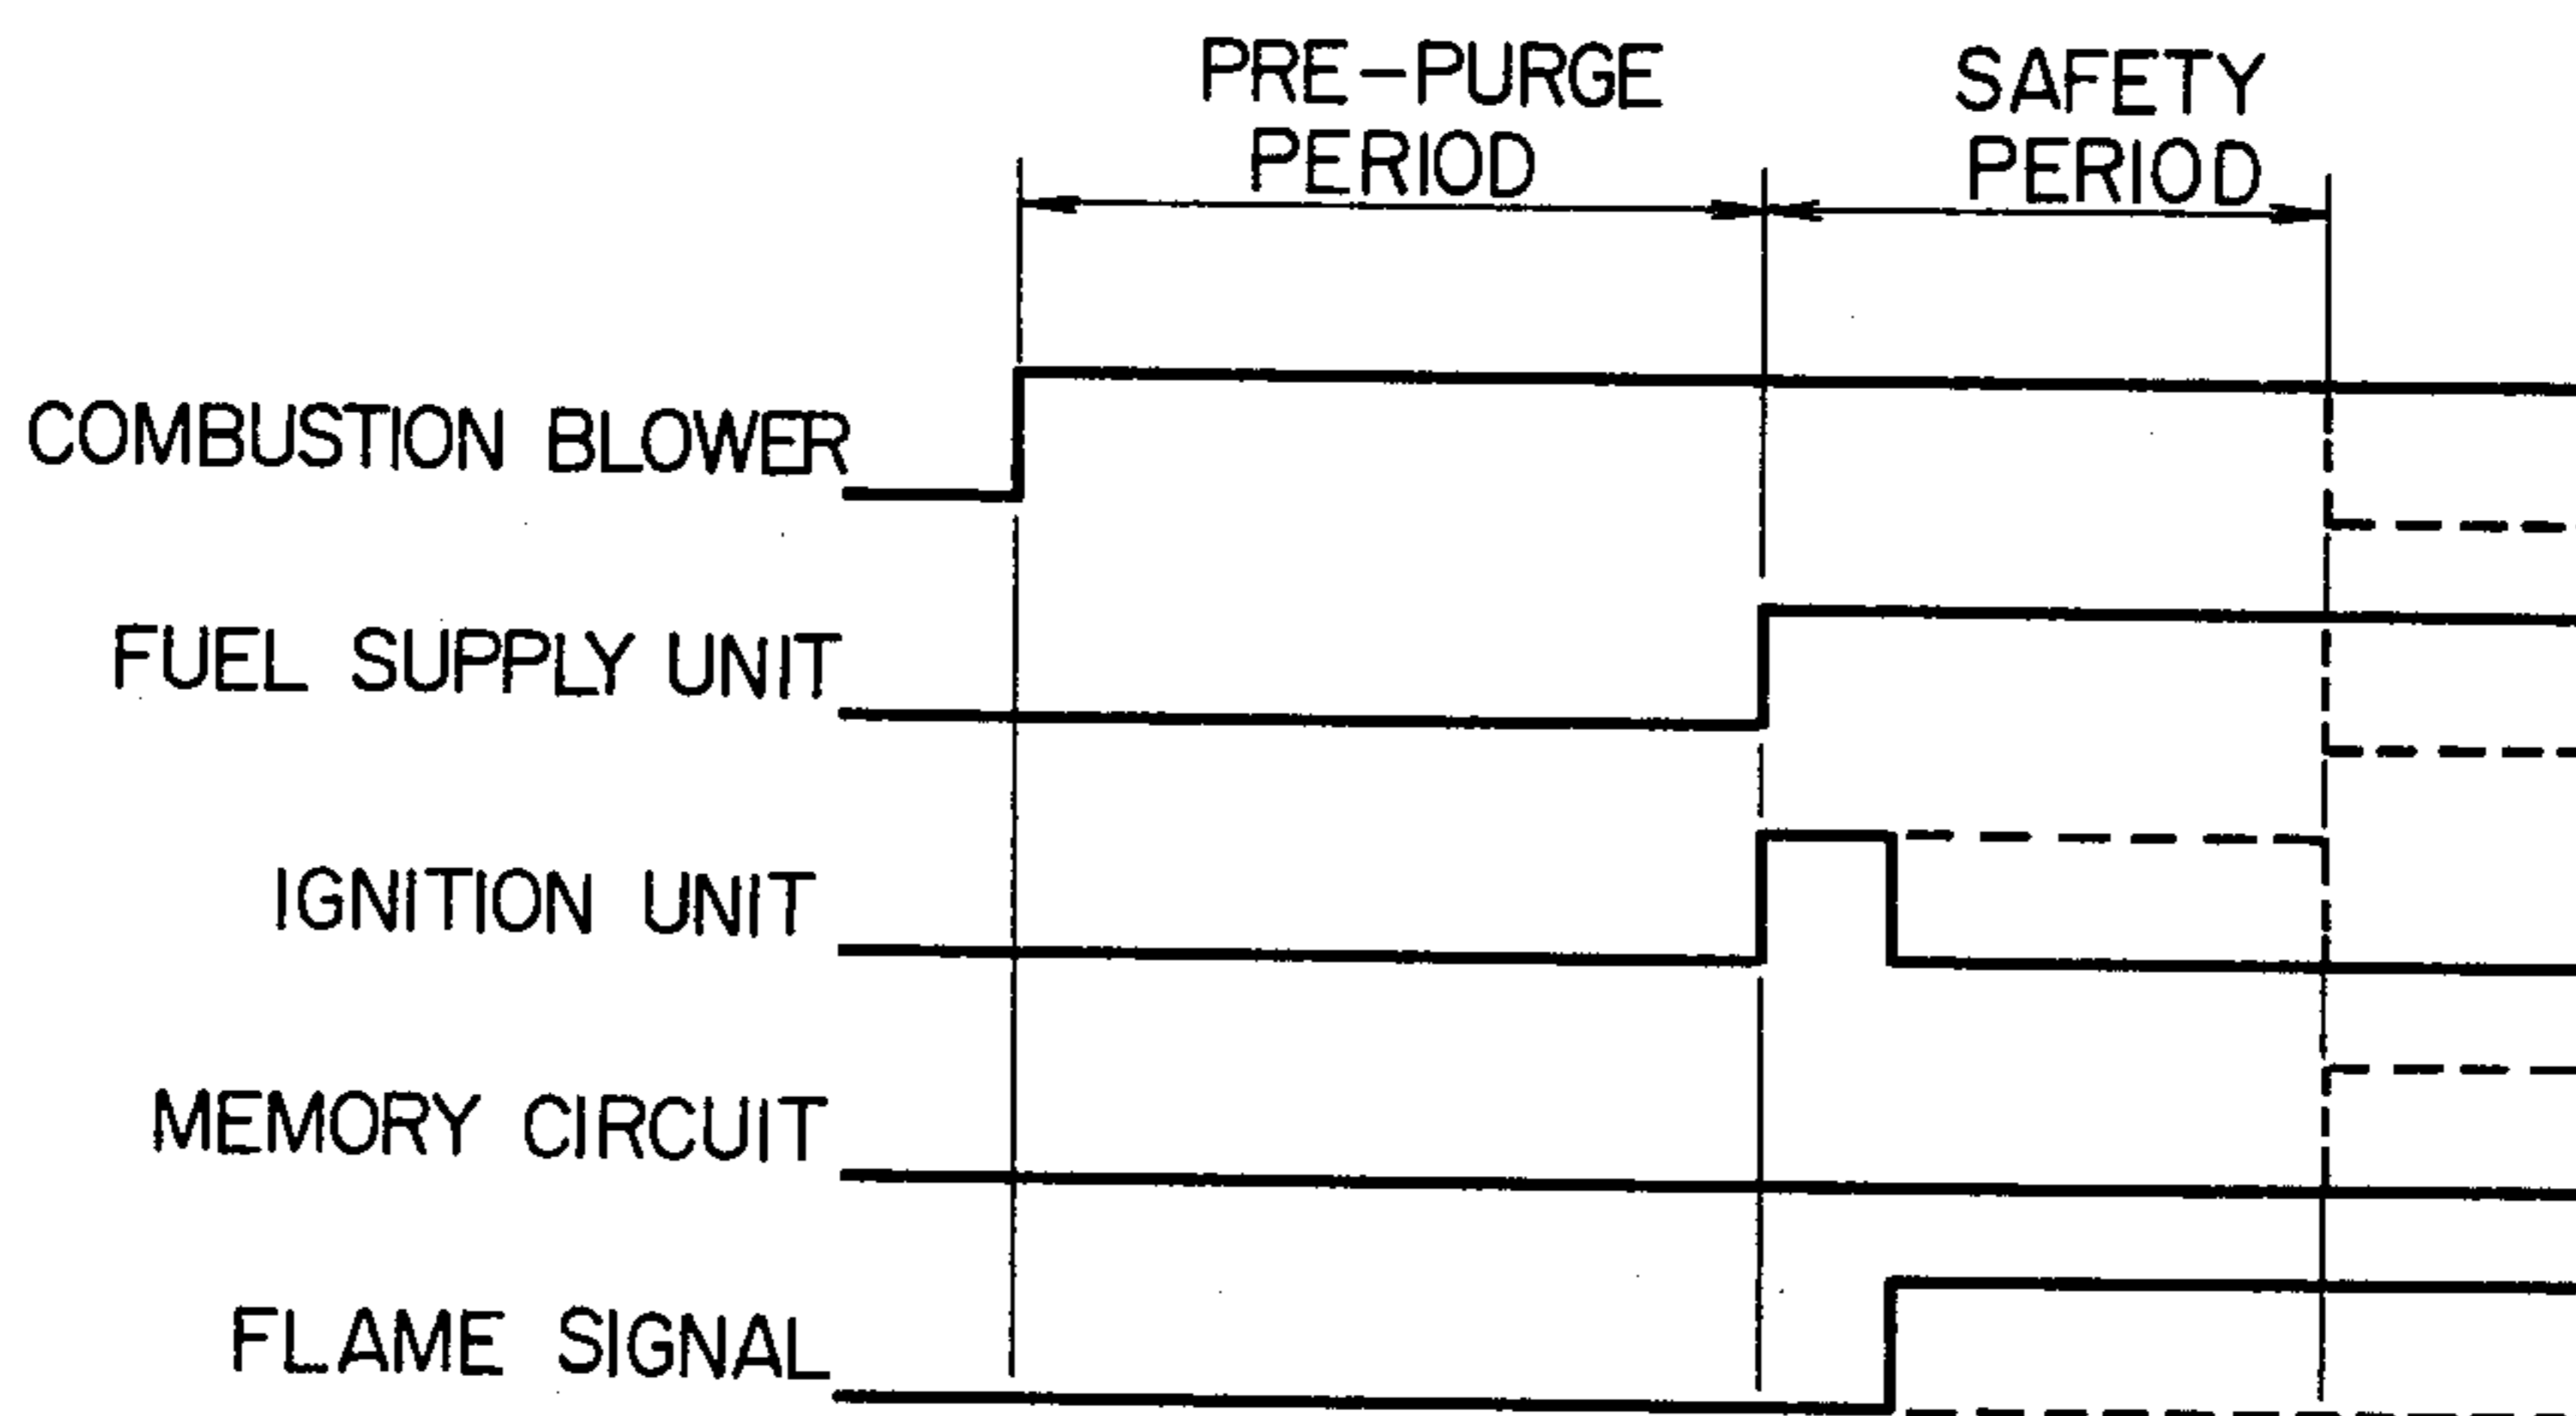 PRE-PURGE
PERIOD
SAFETY
PERIOD
COMBUSTION BLOWER
FUEL SUPPLY UNIT
IGNITION UNIT
MEMORY CIRCUIT
FLAME SIGNAL